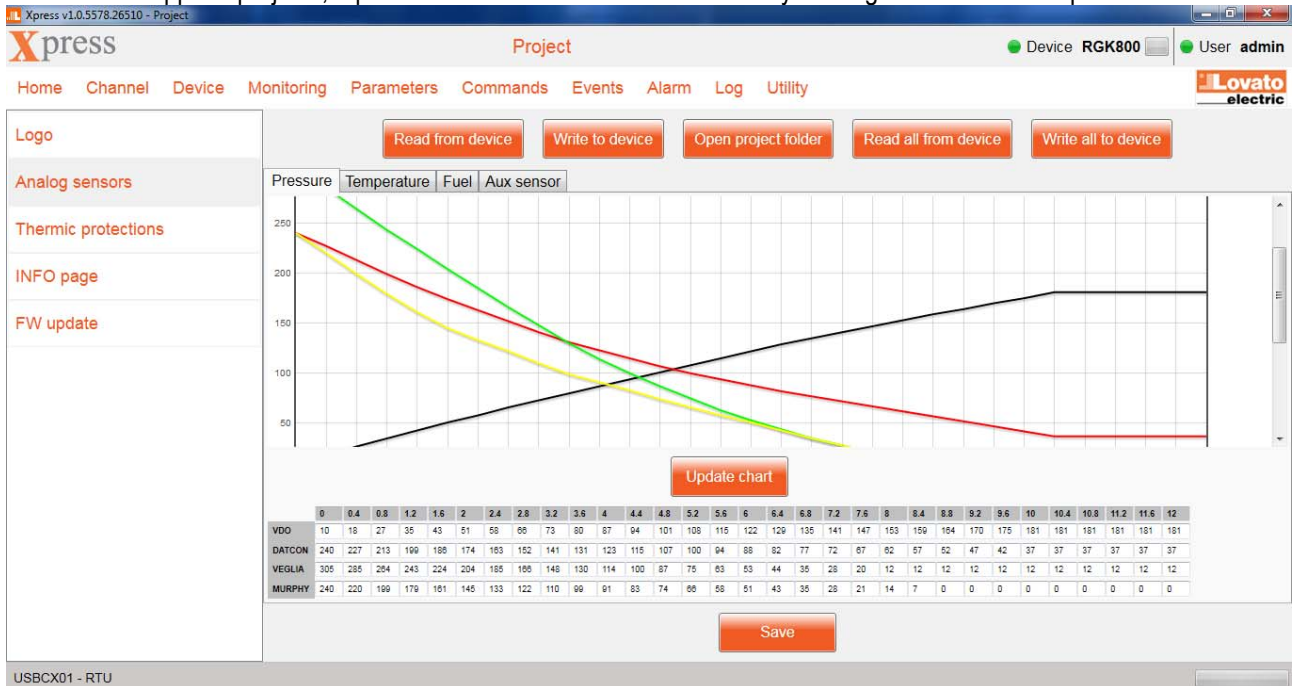 Xpress v1.0.5578.26510 - Project
Xpress Project Device RGK800 User admin
Home Channel Device Monitoring Parameters Commands Events Alarm Log Utility
Lovato
electric
Logo
Analog sensors
Thermic protections
INFO page
FW update
Read from device Write to device Open project folder Read all from device Write all to device
Pressure Temperature Fuel Aux sensor
250
200
150
100
50
Update chart
0 0.4 0.8 1.2 1.6 2 2.4 2.8 3.2 3.6 4 4.4 4.8 5.2 5.6 6 6.4 6.8 7.2 7.6 8 8.4 8.8 9.2 9.6 10 10.4 10.8 11.2 11.6 12
VDO 10 18 27 35 43 51 58 66 73 80 87 94 101 108 115 122 129 135 141 147 153 159 164 170 175 181 181 181 181 181 181
DATCON 240 227 213 199 186 174 163 152 141 131 123 115 107 100 94 88 82 77 72 67 62 57 52 47 42 37 37 37 37 37 37
VEGLIA 305 285 264 243 224 204 185 166 148 130 114 100 87 75 63 53 44 35 28 20 12 12 12 12 12 12 12 12 12 12 12
MURPHY 240 220 199 179 161 145 133 122 110 99 91 83 74 66 58 51 43 35 28 21 14 7 0 0 0 0 0 0 0 0 0
Save
USBCX01 - RTU